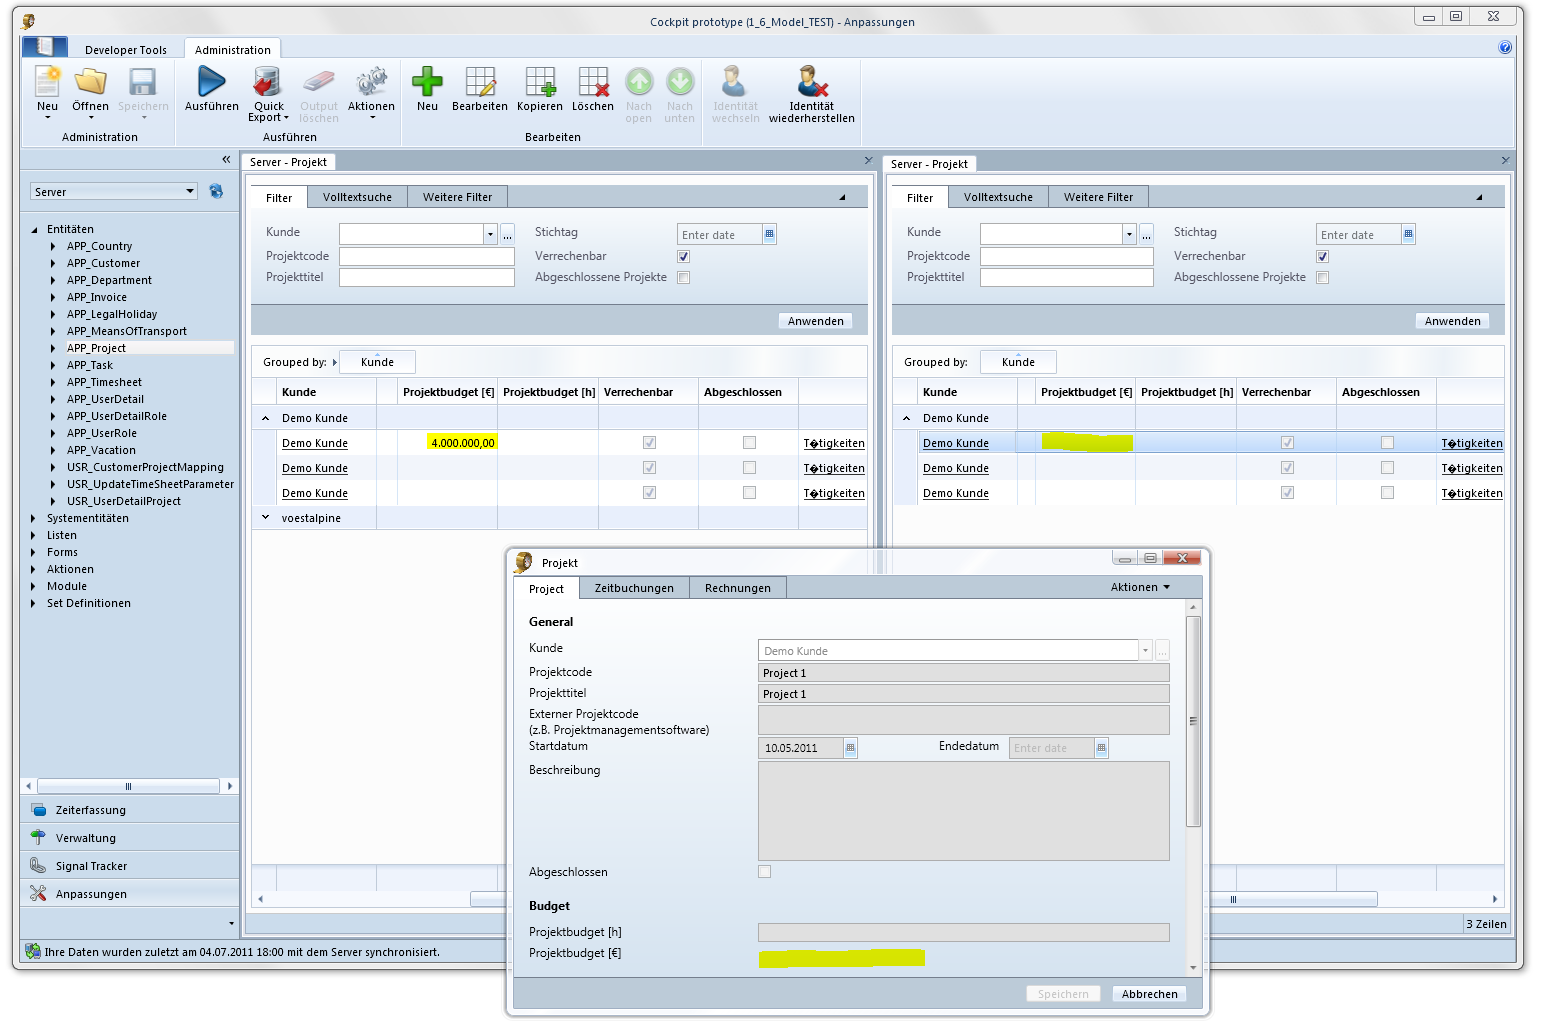 Cockpit prototype (1_6_Model_TEST) - Anpassungen
Developer Tools Administration
Neu Öffnen Speichern Ausführen Quick Export Output löschen Aktionen Neu Bearbeiten Kopieren Löschen Nach open Nach unten Identität wechseln Identität wiederherstellen
Administration Ausführen Bearbeiten
Server
Entitäten
APP_Country
APP_Customer
APP_Department
APP_Invoice
APP_LegalHoliday
APP_MeansOfTransport
APP_Project
APP_Task
APP_Timesheet
APP_UserDetail
APP_UserDetailRole
APP_UserRole
APP_Vacation
USR_CustomerProjectMapping
USR_UpdateTimeSheetParameter
USR_UserDetailProject
Systementitäten
Listen
Forms
Aktionen
Module
Set Definitionen
Zeiterfassung
Verwaltung
Signal Tracker
Anpassungen
Server - Projekt
Filter Volltextsuche Weitere Filter
Kunde ... Stichtag Enter date
Projektcode Verrechenbar
Projekttitel Abgeschlossene Projekte
Anwenden
Grouped by: Kunde
Kunde Projektbudget [€] Projektbudget [h] Verrechenbar Abgeschlossen
Demo Kunde
Demo Kunde 4.000.000,00 T�tigkeiten
Demo Kunde T�tigkeiten
Demo Kunde T�tigkeiten
voestalpine
Server - Projekt
Filter Volltextsuche Weitere Filter
Kunde ... Stichtag Enter date
Projektcode Verrechenbar
Projekttitel Abgeschlossene Projekte
Anwenden
Grouped by: Kunde
Kunde Projektbudget [€] Projektbudget [h] Verrechenbar Abgeschlossen
Demo Kunde
Demo Kunde T�tigkeiten
Demo Kunde T�tigkeiten
Demo Kunde T�tigkeiten
3 Zeilen
Projekt
Project Zeitbuchungen Rechnungen Aktionen
General
Kunde Demo Kunde ...
Projektcode Project 1
Projekttitel Project 1
Externer Projektcode
(z.B. Projektmanagementsoftware)
Startdatum 10.05.2011 Endedatum Enter date
Beschreibung
Abgeschlossen
Budget
Projektbudget [h]
Projektbudget [€]
Speichern Abbrechen
Ihre Daten wurden zuletzt am 04.07.2011 18:00 mit dem Server synchronisiert.